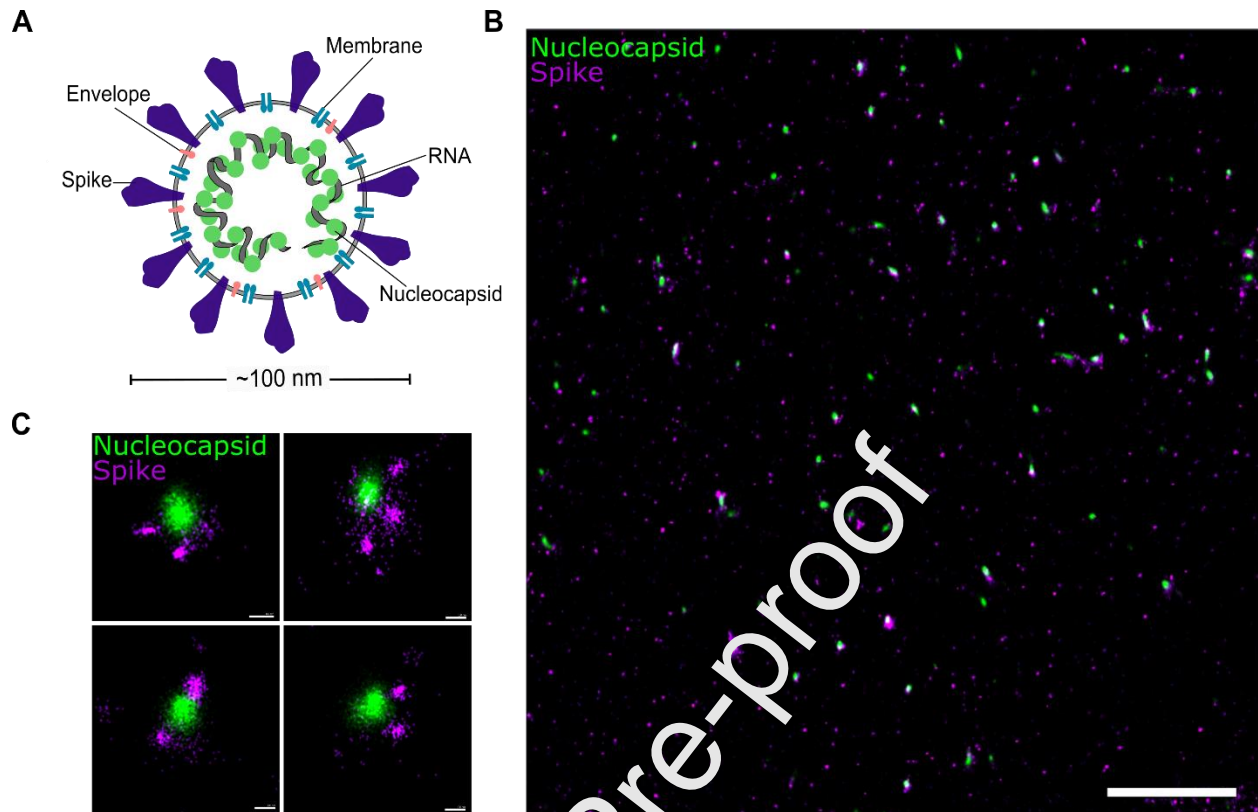 A
Membrane
Envelope
RNA
Spike
Nucleocapsid
~100 nm
B
Nucleocapsid
Spike
C
Nucleocapsid
Spike
Pre-proof